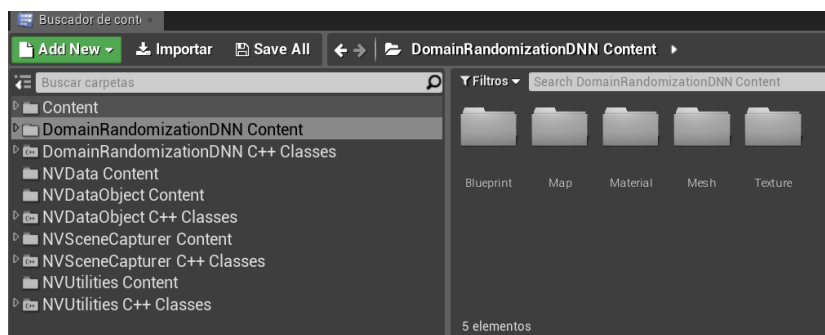 Buscador de conte
Add New Importar Save All DomainRandomizationDNN Content
Buscar carpetas
Filtros Search DomainRandomizationDNN Content
Content
DomainRandomizationDNN Content
DomainRandomizationDNN C++ Classes
NVData Content
NVDataObject Content
NVDataObject C++ Classes
NVSceneCapturer Content
NVSceneCapturer C++ Classes
NVUtilities Content
NVUtilities C++ Classes
Blueprint Map Material Mesh Texture
5 elementos